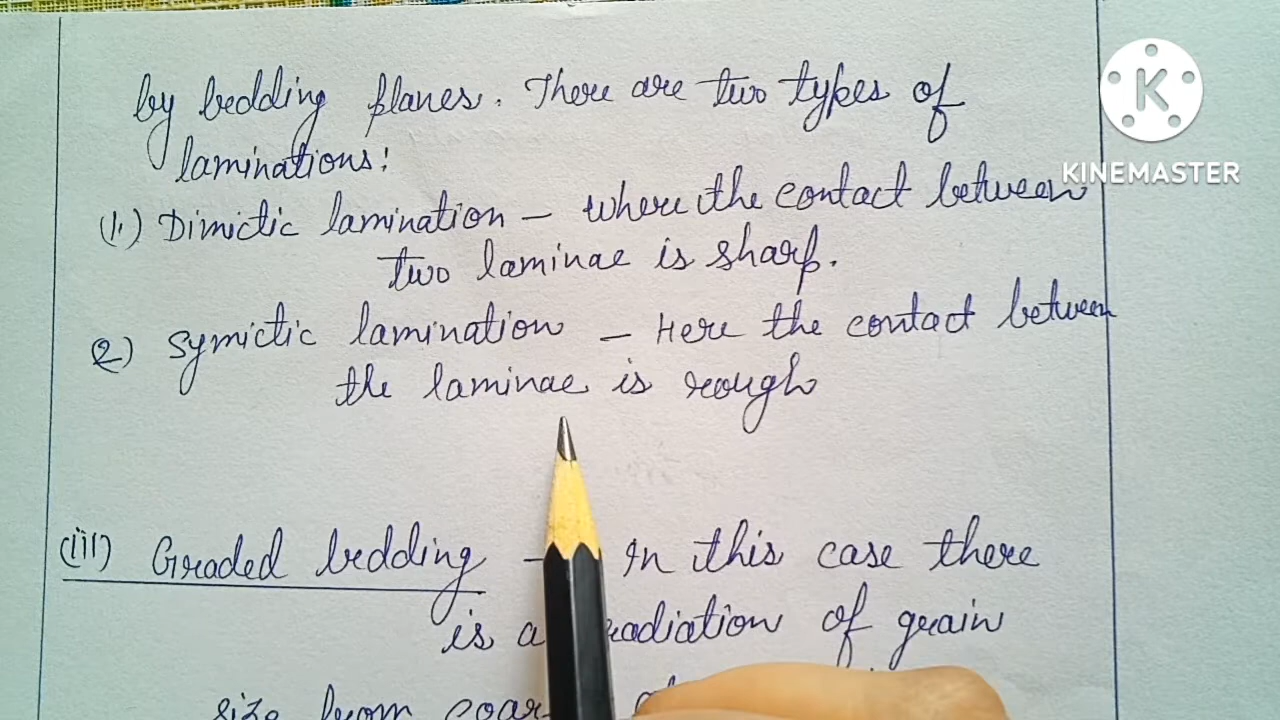 by bedding planes. There are two types of
laminations:
(1.) Dimictic lamination – where the contact between
two laminae is sharp.
2) Symictic lamination – Here the contact between
the laminae is rough
(iii) Graded bedding – In this case there
is a radiation of grain
size from
K
KINEMASTER